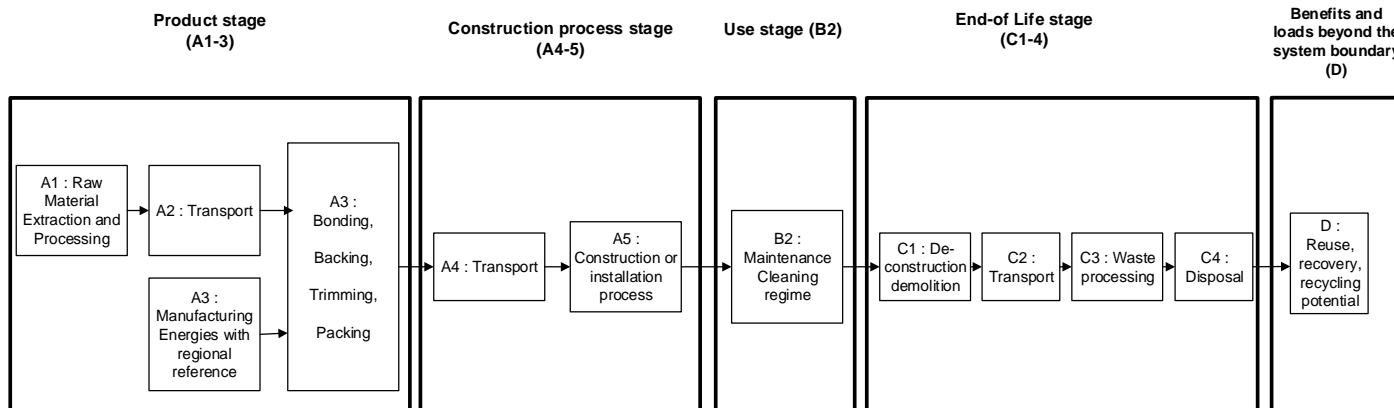 Product stage
(A1-3)
Construction process stage
(A4-5)
Use stage (B2)
End-of Life stage
(C1-4)
Benefits and
loads beyond the
system boundary
(D)
A1 : Raw
Material
Extraction and
Processing
A2 : Transport
A3 :
Manufacturing
Energies with
regional
reference
A3 :
Bonding,
Backing,
Trimming,
Packing
A4 : Transport
A5 :
Construction or
installation
process
B2 :
Maintenance
Cleaning
regime
C1 : De-
construction
demolition
C2 :
Transport
C3 : Waste
processing
C4 :
Disposal
D :
Reuse,
recovery,
recycling
potential